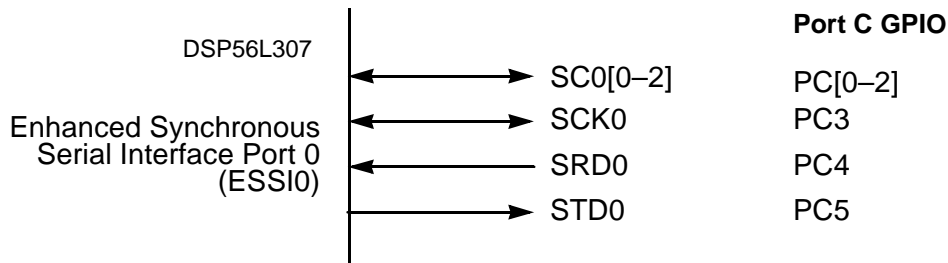 Port C GPIO
DSP56L307
SC0[0–2] PC[0–2]
Enhanced Synchronous
Serial Interface Port 0
(ESSI0)
SCK0 PC3
SRD0 PC4
STD0 PC5